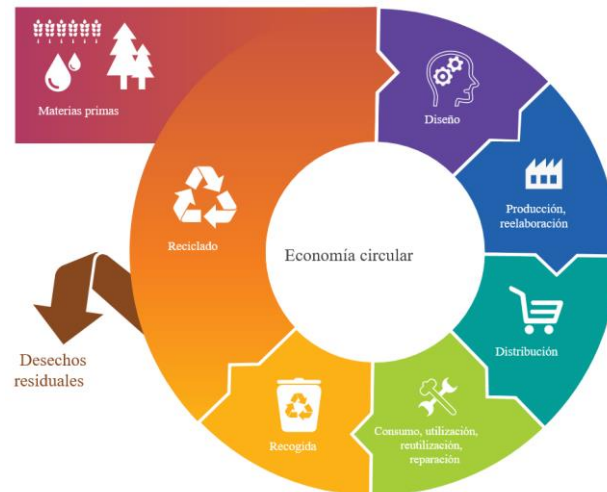 Materias primas
Diseño
Producción,
reelaboración
Distribución
Consumo, utilización,
reutilización,
reparación
Recogida
Reciclado
Desechos
residuales
Economía circular